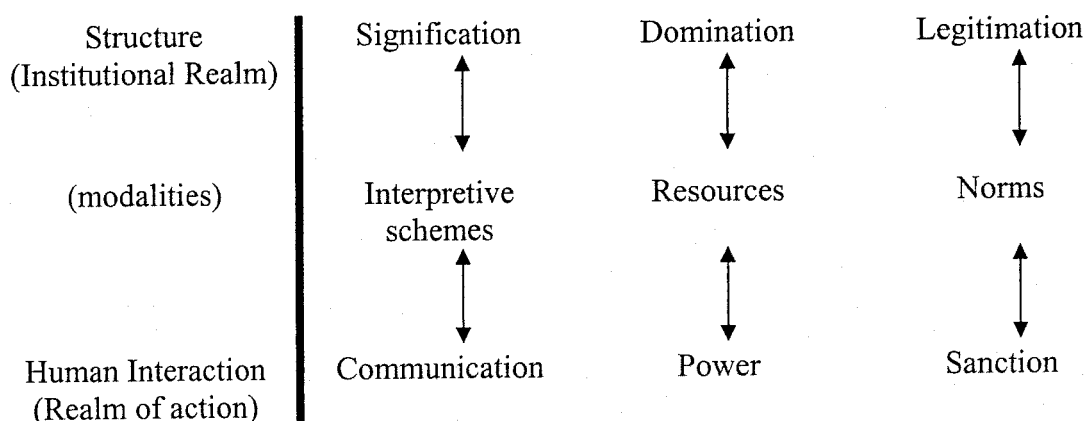 Structure
(Institutional Realm)
Signification
Domination
Legitimation
(modalities)
Interpretive
schemes
Resources
Norms
Human Interaction
(Realm of action)
Communication
Power
Sanction